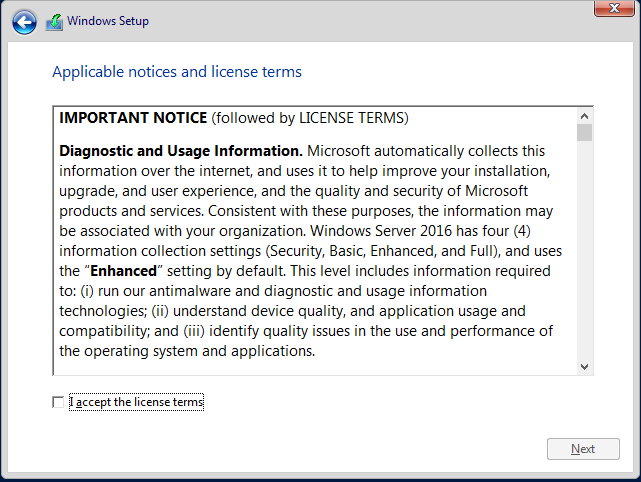 Windows Setup
Applicable notices and license terms
IMPORTANT NOTICE (followed by LICENSE TERMS)
Diagnostic and Usage Information. Microsoft automatically collects this
information over the internet, and uses it to help improve your installation,
upgrade, and user experience, and the quality and security of Microsoft
products and services. Consistent with these purposes, the information may
be associated with your organization. Windows Server 2016 has four (4)
information collection settings (Security, Basic, Enhanced, and Full), and uses
the “Enhanced” setting by default. This level includes information required
to: (i) run our antimalware and diagnostic and usage information
technologies; (ii) understand device quality, and application usage and
compatibility; and (iii) identify quality issues in the use and performance of
the operating system and applications.
I accept the license terms
Next